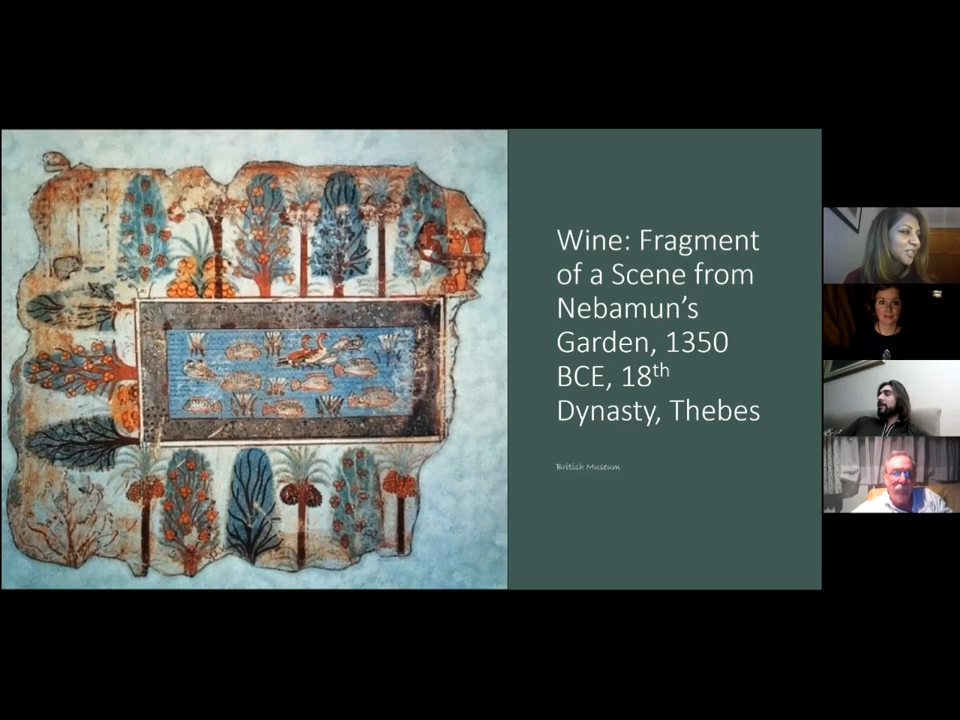 Wine: Fragment
of a Scene from
Nebamun's
Garden, 1350
BCE, 18th
Dynasty, Thebes
British Museum